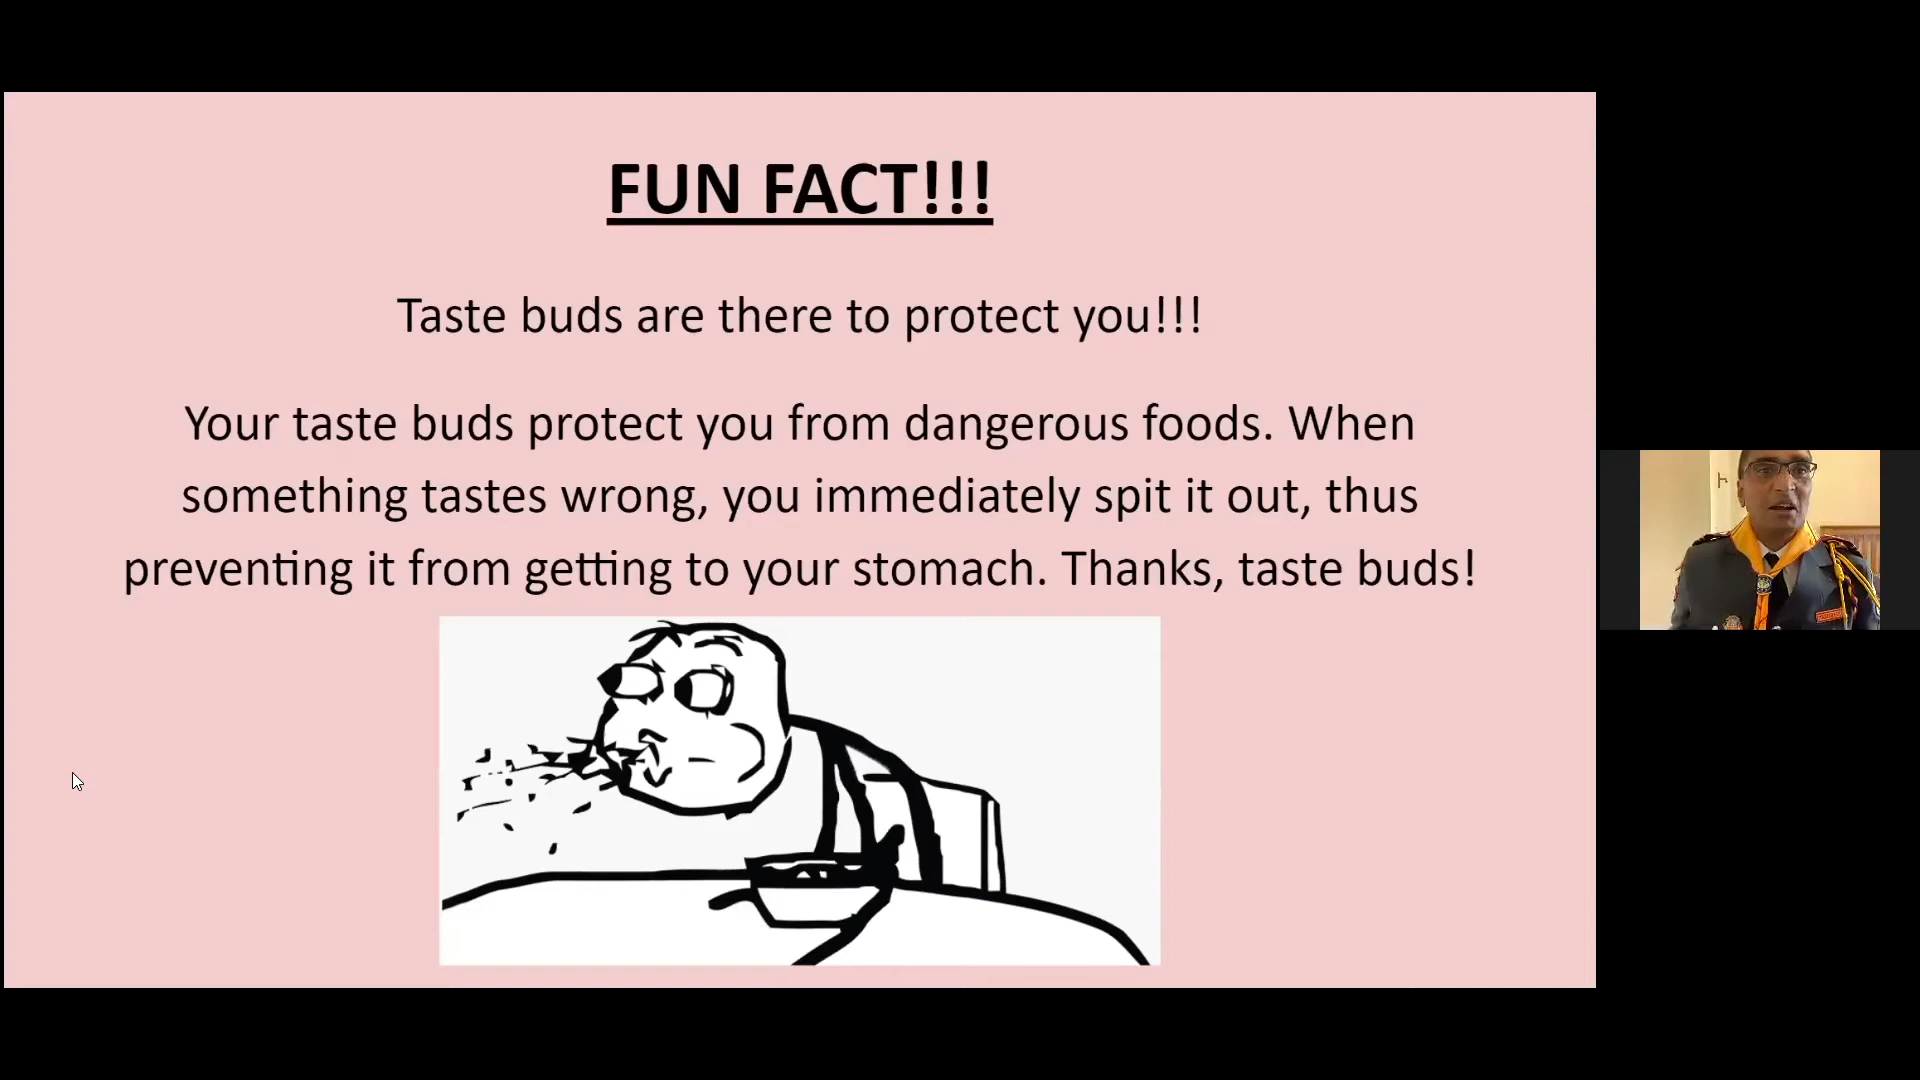 FUN FACT!!!
Taste buds are there to protect you!!!
Your taste buds protect you from dangerous foods. When
something tastes wrong, you immediately spit it out, thus
preventing it from getting to your stomach. Thanks, taste buds!